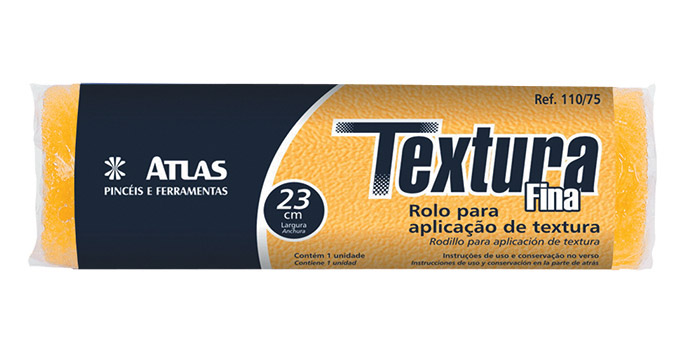 ATLAS
PINCÉIS E FERRAMENTAS
23
cm
Largura
Anchura
Contém 1 unidade
Contiene 1 unidad
Ref. 110/75
Textura
Fina
Rolo para
aplicação de textura
Rodillo para aplicación de textura
Instruções de uso e conservação no verso
Instrucciones de uso y conservación en la parte de atrás